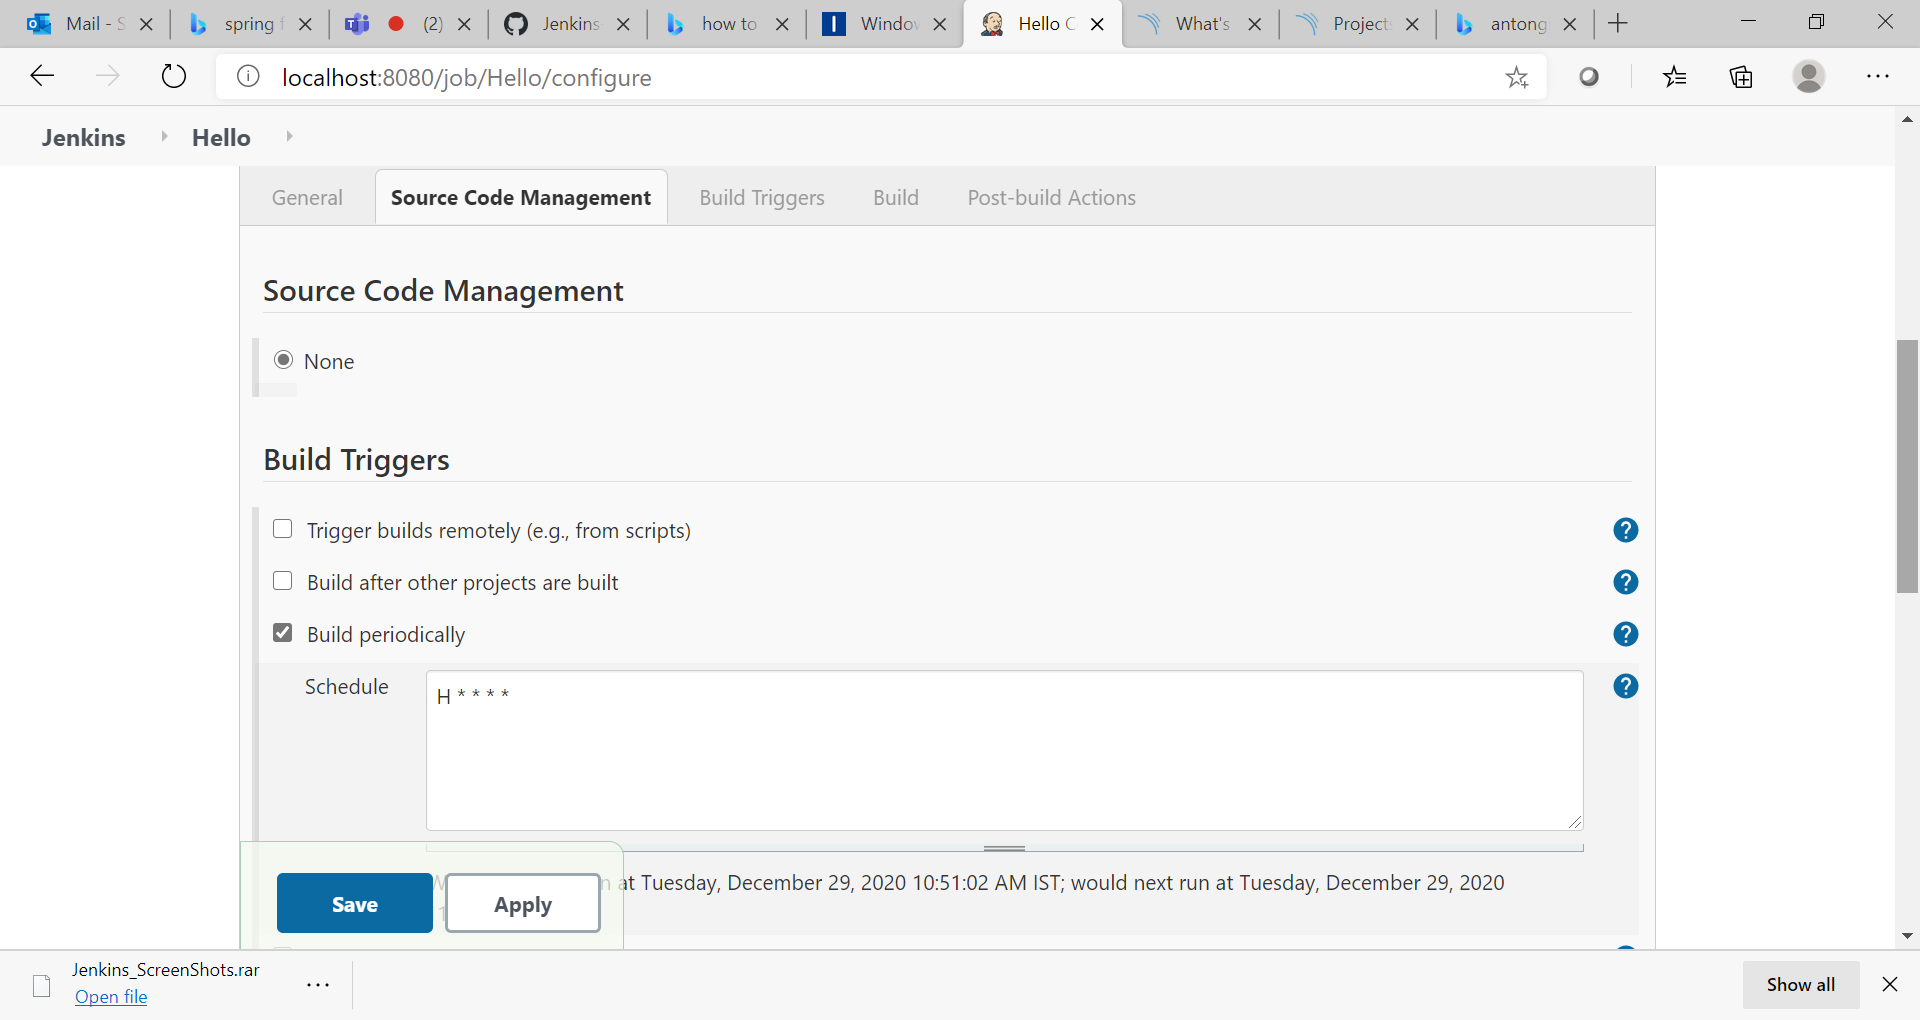 Mail - S
spring f
(2)
Jenkins
how to
Window
Hello C
What's
Project
antong
localhost:8080/job/Hello/configure
Jenkins
Hello
General
Source Code Management
Build Triggers
Build
Post-build Actions
Source Code Management
None
Build Triggers
Trigger builds remotely (e.g., from scripts)
Build after other projects are built
Build periodically
Schedule
H * * * *
at Tuesday, December 29, 2020 10:51:02 AM IST; would next run at Tuesday, December 29, 2020
Save
Apply
Jenkins_ScreenShots.rar
Open file
Show all